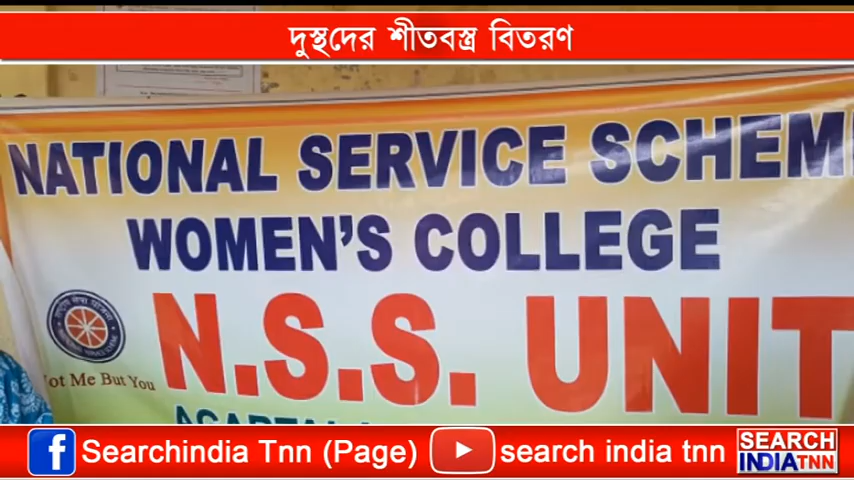 দুস্থদের শীতবস্ত্র বিতরণ
NATIONAL SERVICE SCHEM
WOMEN'S COLLEGE
N.S.S. UNIT
Not Me But You
Searchindia Tnn (Page) search india tnn
SEARCH
INDIATNN